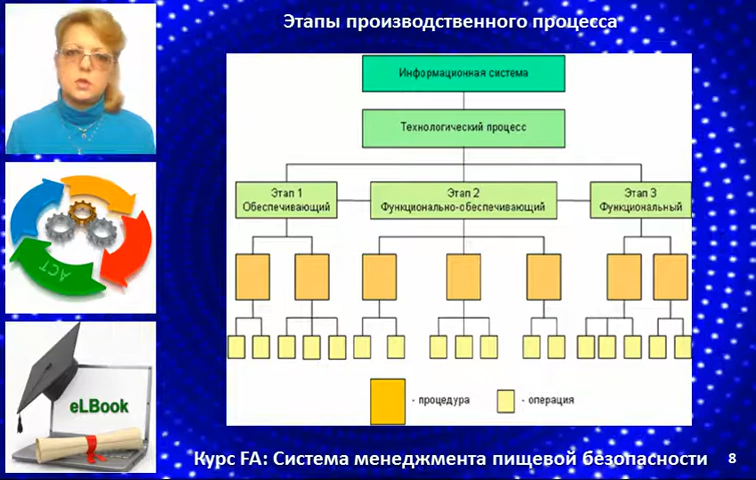 Этапы производственного процесса
Информационная система
Технологический процесс
Этап 1
Обеспечивающий
Этап 2
Функционально-обеспечивающий
Этап 3
Функциональный
ACT
eLBook
- процедура
- операция
Курс FA: Система менеджмента пищевой безопасности 8